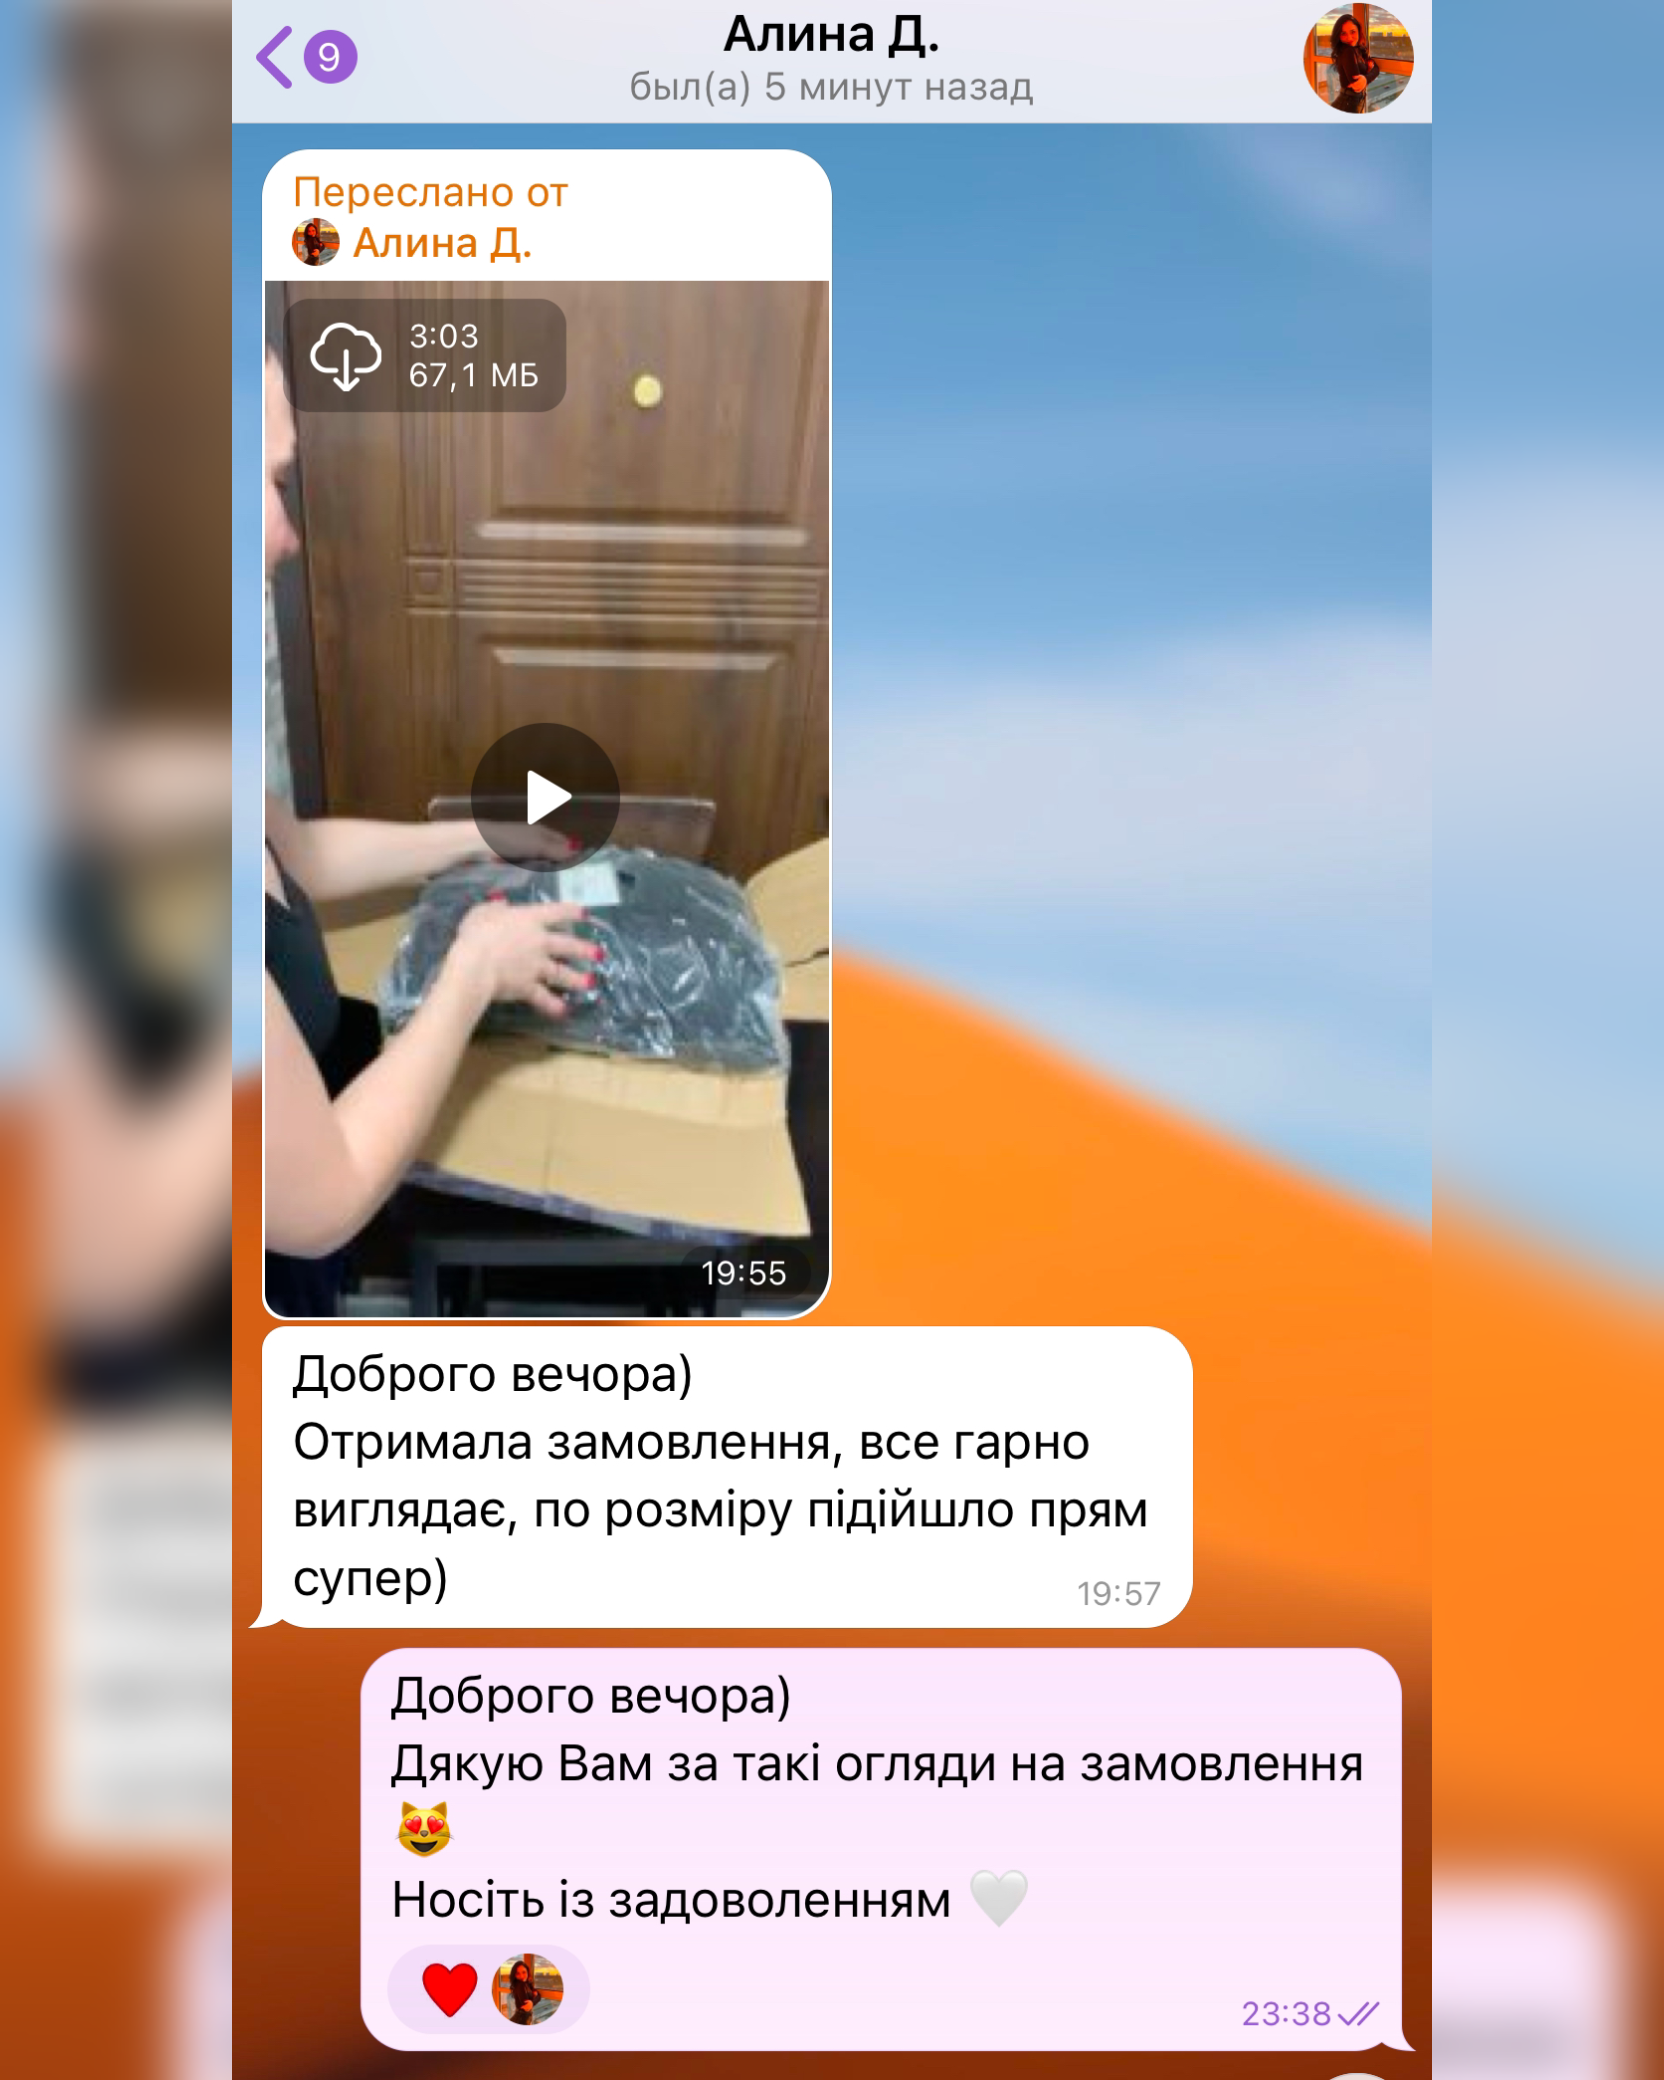 9
Алина Д.
был(а) 5 минут назад
Переслано от
Алина Д.
3:03
67,1 МБ
19:55
Доброго вечора)
Отримала замовлення, все гарно
виглядає, по розміру підійшло прям
супер)
19:57
Доброго вечора)
Дякую Вам за такі огляди на замовлення
😻
Носіть із задоволенням 🤍
❤️
23:38